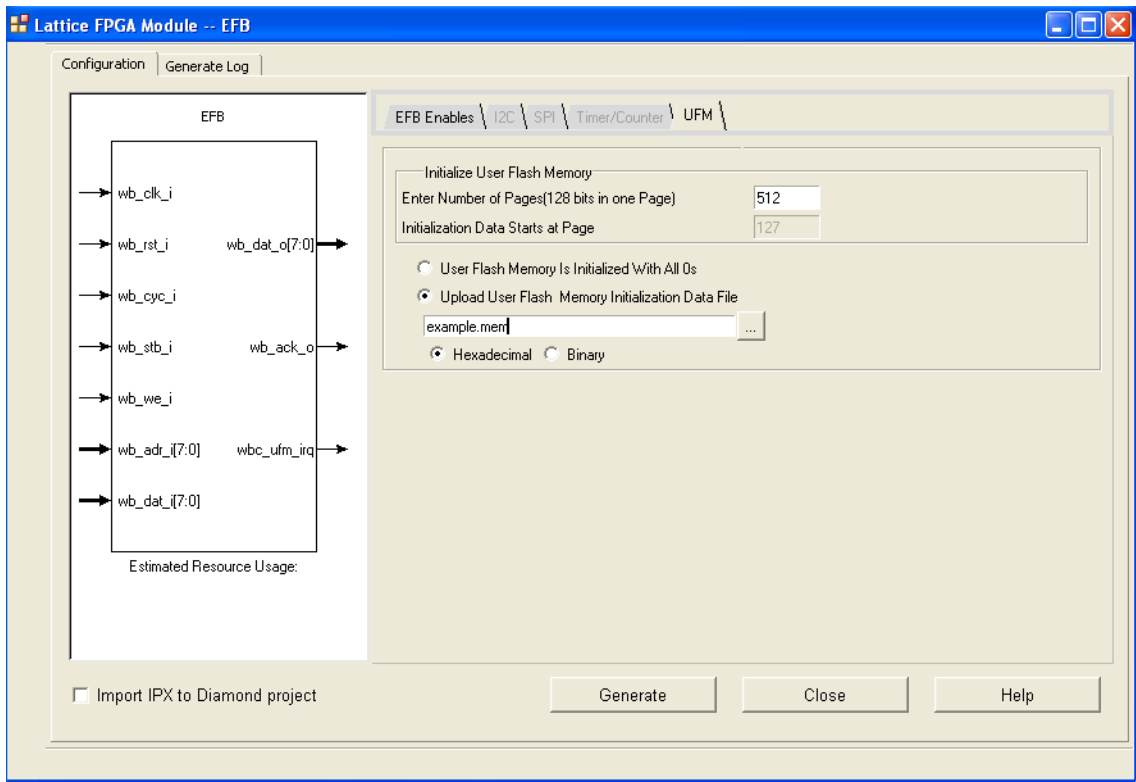 Lattice FPGA Module -- EFB
Configuration
Generate Log
EFB
wb_clk_i
wb_rst_i
wb_dat_o[7:0]
wb_cyc_i
wb_stb_i
wb_ack_o
wb_we_i
wb_adr_i[7:0]
wbc_ufm_irq
wb_dat_i[7:0]
Estimated Resource Usage:
EFB Enables
I2C
SPI
Timer/Counter
UFM
Initialize User Flash Memory
Enter Number of Pages(128 bits in one Page)
512
Initialization Data Starts at Page
127
User Flash Memory Is Initialized With All 0s
Upload User Flash Memory Initialization Data File
example.mem
...
Hexadecimal
Binary
Import IPX to Diamond project
Generate
Close
Help